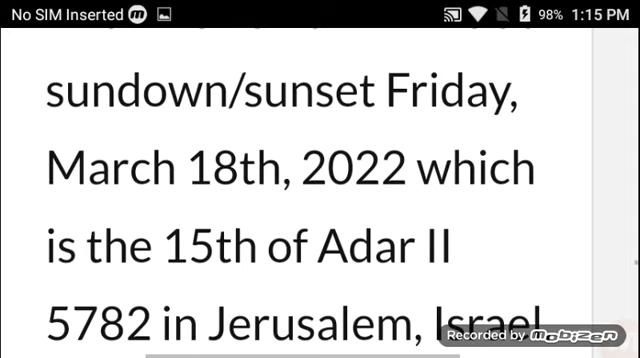 No SIM Inserted m 98% 1:15 PM
sundown/sunset Friday,
March 18th, 2022 which
is the 15th of Adar II
5782 in Jerusalem, Israel
Recorded by mobizen